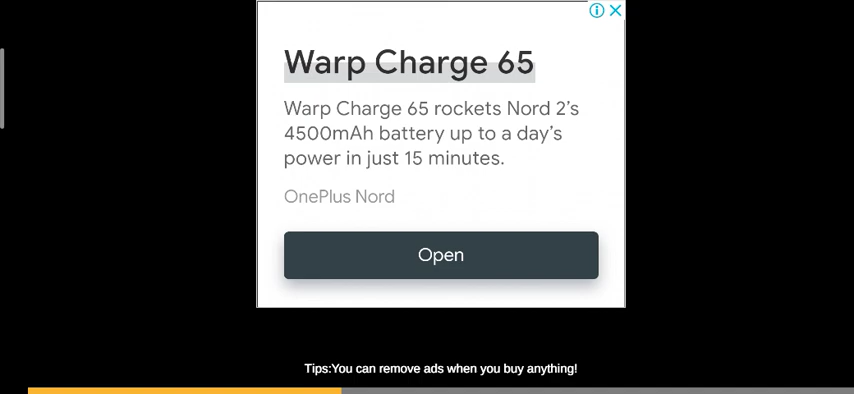 Warp Charge 65
Warp Charge 65 rockets Nord 2’s
4500mAh battery up to a day’s
power in just 15 minutes.
OnePlus Nord
Open
Tips:You can remove ads when you buy anything!